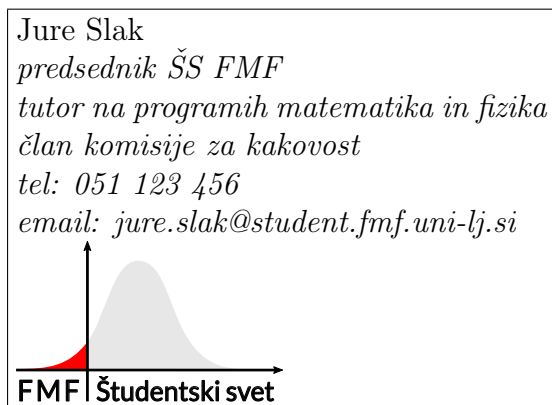 Jure Slak
predsednik ŠS FMF
tutor na programih matematika in fizika
član komisije za kakovost
tel: 051 123 456
email: jure.slak@student.fmf.uni-lj.si
FMF Študentski svet